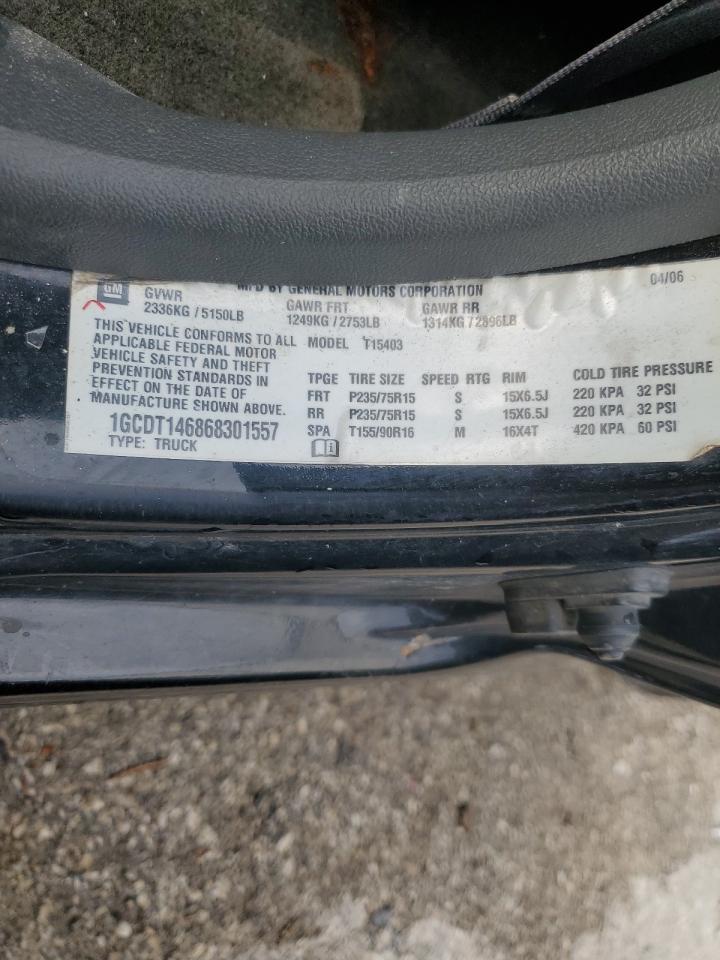 GM MFD BY GENERAL MOTORS CORPORATION 04/06
GVWR GAWR FRT GAWR RR
2336KG / 5150LB 1249KG / 2753LB 1314KG / 2896LB
THIS VEHICLE CONFORMS TO ALL
APPLICABLE FEDERAL MOTOR
VEHICLE SAFETY AND THEFT
PREVENTION STANDARDS IN
EFFECT ON THE DATE OF
MANUFACTURE SHOWN ABOVE.
1GCDT146868301557
TYPE: TRUCK
MODEL T15403
TPGE TIRE SIZE SPEED RTG RIM COLD TIRE PRESSURE
FRT P235/75R15 S 15X6.5J 220 KPA 32 PSI
RR P235/75R15 S 15X6.5J 220 KPA 32 PSI
SPA T155/90R16 M 16X4T 420 KPA 60 PSI